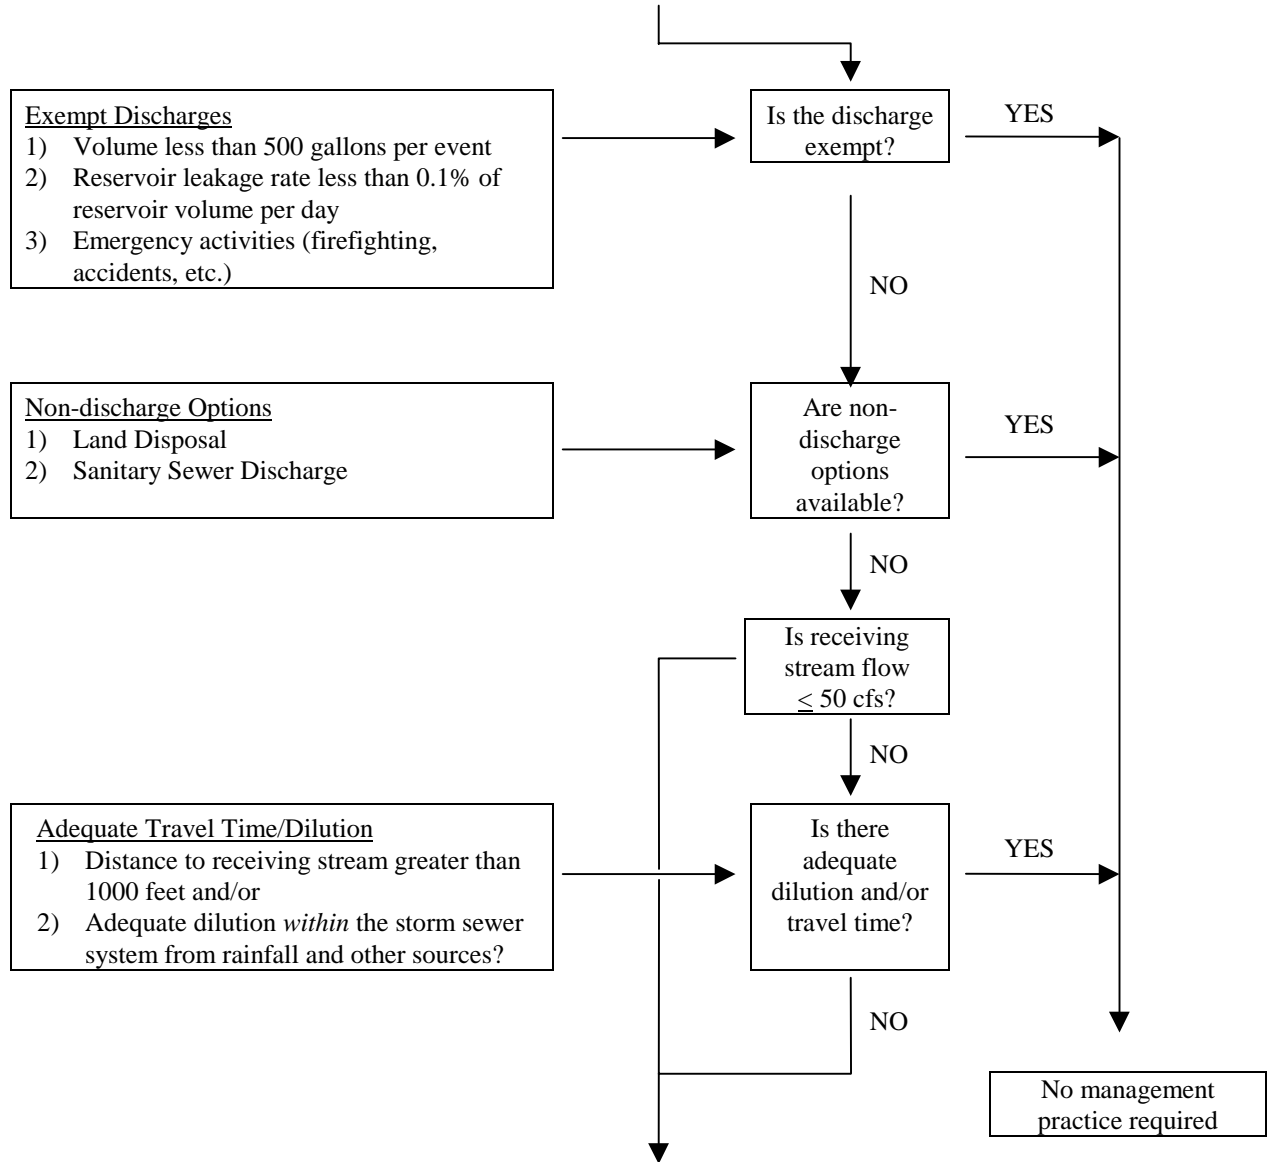 Exempt Discharges
1) Volume less than 500 gallons per event
2) Reservoir leakage rate less than 0.1% of
reservoir volume per day
3) Emergency activities (firefighting,
accidents, etc.)
Is the discharge
exempt?
YES
NO
Non-discharge Options
1) Land Disposal
2) Sanitary Sewer Discharge
Are non-
discharge
options
available?
YES
NO
Is receiving
stream flow
≤ 50 cfs?
NO
Adequate Travel Time/Dilution
1) Distance to receiving stream greater than
1000 feet and/or
2) Adequate dilution within the storm sewer
system from rainfall and other sources?
Is there
adequate
dilution and/or
travel time?
YES
NO
No management
practice required